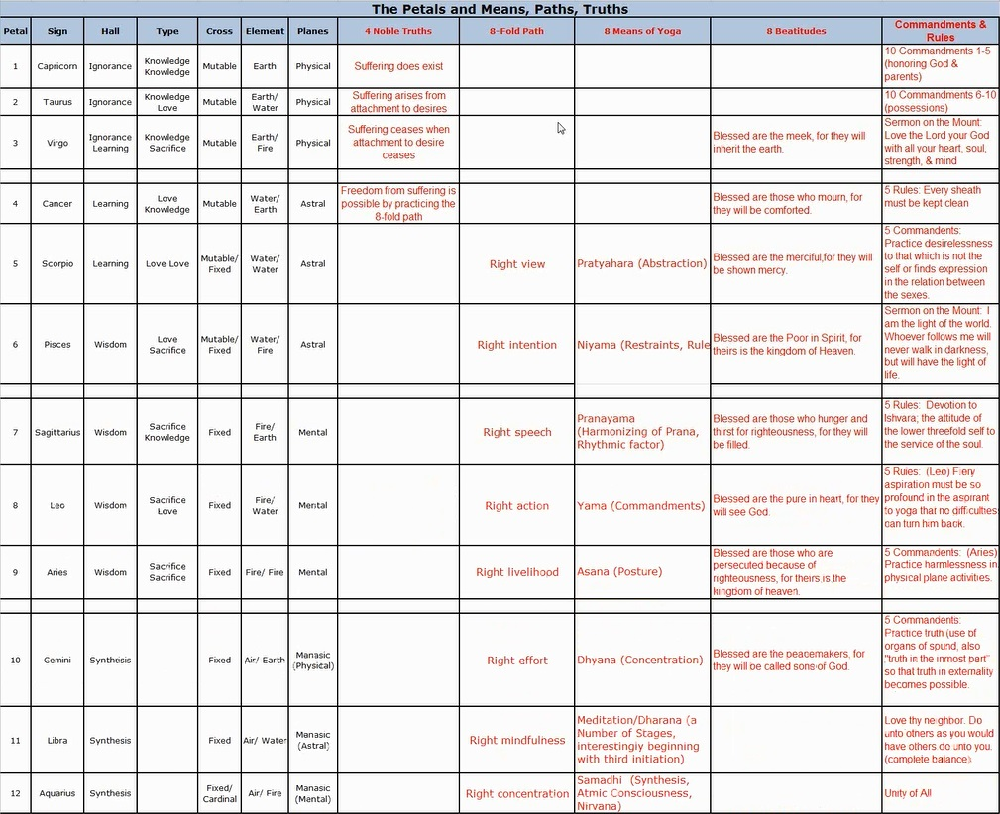 The Petals and Means, Paths, Truths
Petal Sign Hall Type Cross Element Planes 4 Noble Truths 8-Fold Path 8 Means of Yoga 8 Beatitudes Commandments &
Rules
1 Capricorn Ignorance Knowledge
Knowledge Mutable Earth Physical Suffering does exist 10 Commandments 1-5
(honoring God &
parents)
2 Taurus Ignorance Knowledge
Love Mutable Earth/
Water Physical Suffering arises from
attachment to desires 10 Commandments 6-10
(possessions)
3 Virgo Ignorance
Learning Knowledge
Sacrifice Mutable Earth/
Fire Physical Suffering ceases when
attachment to desire
ceases Blessed are the meek, for they will
inherit the earth. Sermon on the Mount:
Love the Lord your God
with all your heart, soul,
strength, & mind
4 Cancer Learning Love
Knowledge Mutable Water/
Earth Astral Freedom from suffering is
possible by practicing the
8-fold path Blessed are those who mourn, for
they will be comforted. 5 Rules: Every sheath
must be kept clean
5 Scorpio Learning Love Love Mutable/
Fixed Water/
Water Astral Right view Pratyahara (Abstraction) Blessed are the merciful,for they will
be shown mercy. 5 Commandents:
Practice desirelessness
to that which is not the
self or finds expression
in the relation between
the sexes.
6 Pisces Wisdom Love
Sacrifice Mutable/
Fixed Water/
Fire Astral Right intention Niyama (Restraints, Rule Blessed are the Poor in Spirit, for
theirs is the kingdom of Heaven. Sermon on the Mount: I
am the light of the world.
Whoever follows me will
never walk in darkness,
but will have the light of
life.
7 Sagittarius Wisdom Sacrifice
Knowledge Fixed Fire/
Earth Mental Right speech Pranayama
(Harmonizing of Prana,
Rhythmic factor) Blessed are those who hunger and
thirst for righteousness, for they will
be filled. 5 Rules: Devotion to
Ishvara; the attitude of
the lower threefold self to
the service of the soul.
8 Leo Wisdom Sacrifice
Love Fixed Fire/
Water Mental Right action Yama (Commandments) Blessed are the pure in heart, for they
will see God. 5 Rules: (Leo) Fiery
aspiration must be so
profound in the aspirant
to yoga that no difficulties
can turn him back.
9 Aries Wisdom Sacrifice
Sacrifice Fixed Fire/ Fire Mental Right livelihood Asana (Posture) Blessed are those who are
persecuted because of
righteousness, for theirs is the
kingdom of heaven. 5 Commandents: (Aries)
Practice harmlessness in
physical plane activities.
10 Gemini Synthesis Fixed Air/ Earth Manasic
(Physical) Right effort Dhyana (Concentration) Blessed are the peacemakers, for
they will be called sons of God. 5 Commandents:
Practice truth (use of
organs of sound, also
"truth in the inmost part"
so that truth in externality
becomes possible.
11 Libra Synthesis Fixed Air/ Water Manasic
(Astral) Right mindfulness Meditation/Dharana (a
Number of Stages,
interestingly beginning
with third initiation) Love thy neighbor. Do
unto others as you would
have others do unto you.
(complete balance)
12 Aquarius Synthesis Fixed/
Cardinal Air/ Fire Manasic
(Mental) Right concentration Samadhi (Synthesis,
Atmic Consciousness,
Nirvana) Unity of All